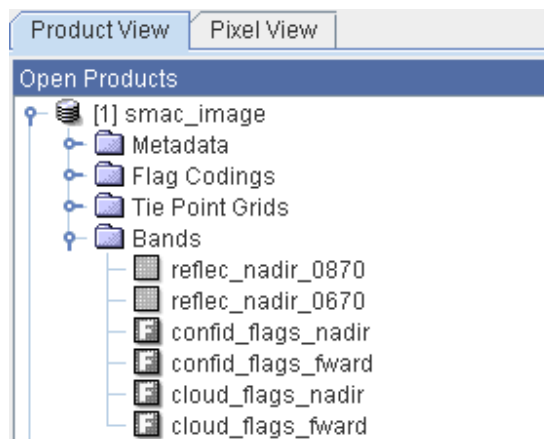 Product View Pixel View
Open Products
[1] smac_image
Metadata
Flag Codings
Tie Point Grids
Bands
reflec_nadir_0870
reflec_nadir_0670
F confid_flags_nadir
F confid_flags_fward
F cloud_flags_nadir
F cloud_flags_fward